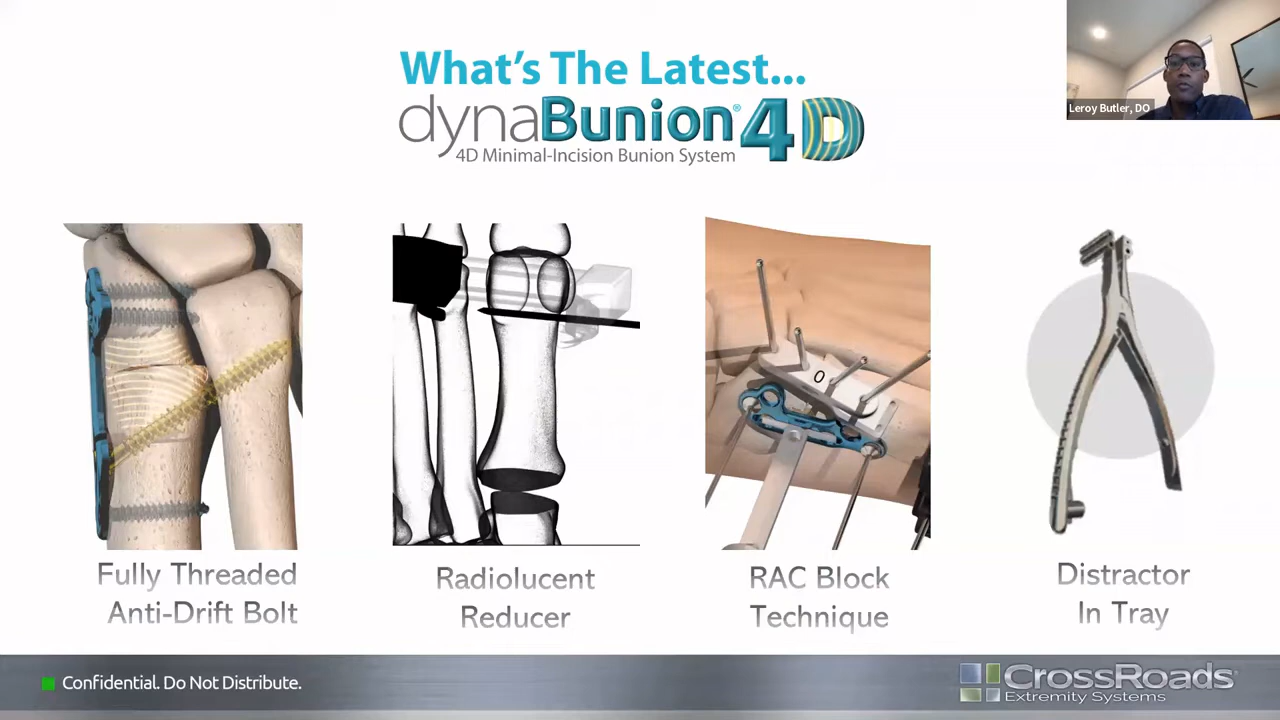 What's The Latest...
dynaBunion® 4D
4D Minimal-Incision Bunion System
Leroy Butler, DO
0
Fully Threaded
Anti-Drift Bolt
Radiolucent
Reducer
RAC Block
Technique
Distractor
In Tray
Confidential. Do Not Distribute.
CrossRoads
Extremity Systems